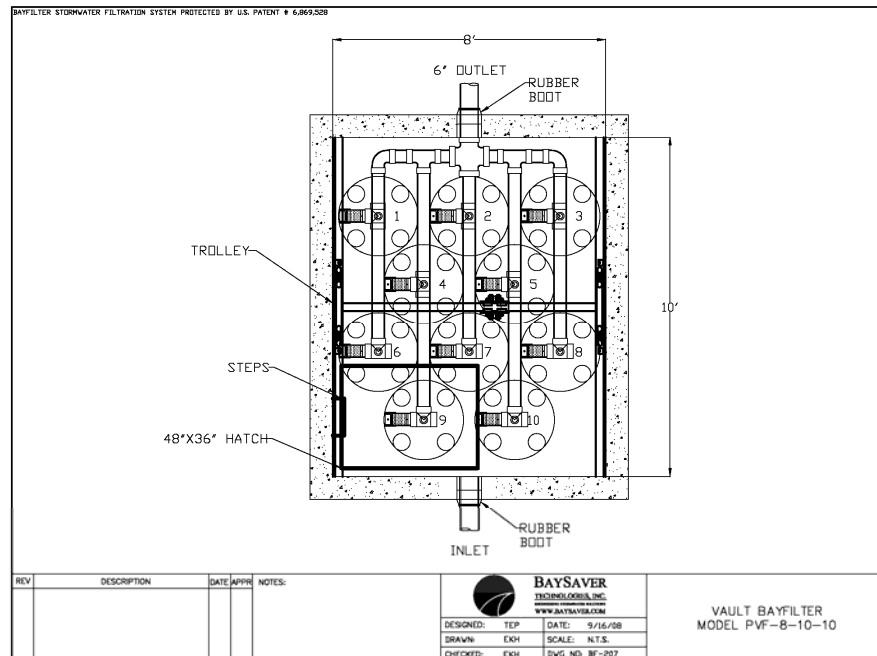 BAYFILTER STORMWATER FILTRATION SYSTEM PROTECTED BY U.S. PATENT # 6,869,528
8'
6" OUTLET
RUBBER
BOOT
1
2
3
TROLLEY
4
5
10'
6
7
8
STEPS
48"X36" HATCH
9
10
RUBBER
BOOT
INLET
REV DESCRIPTION DATE APPR NOTES:
BAYSAVER
TECHNOLOGIES, INC.
ENGINEERING STORMWATER SOLUTIONS
WWW.BAYSAVER.COM
DESIGNED: TEP DATE: 9/16/08
DRAWN: EKH SCALE: N.T.S.
CHECKED: EKH DWG NO: BF-207
VAULT BAYFILTER
MODEL PVF-8-10-10